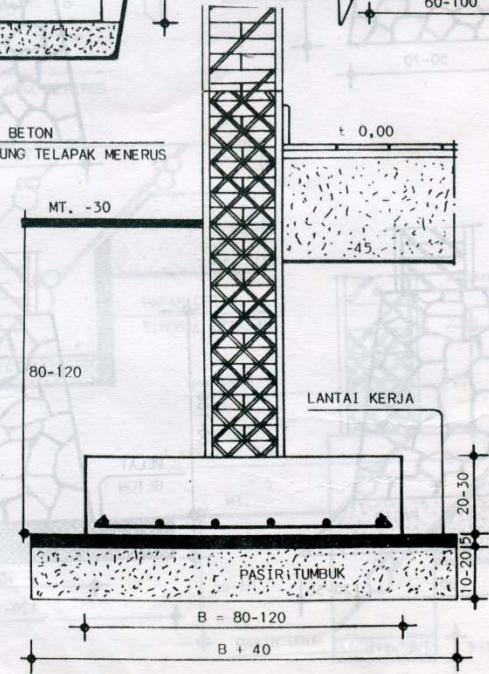 60-100
BETON
UNG TELAPAK MENERUS
± 0,00
MT. -30
45
80-120
LANTAI KERJA
20-30
5
10-20
PASIR TUMBUK
B = 80-120
B + 40